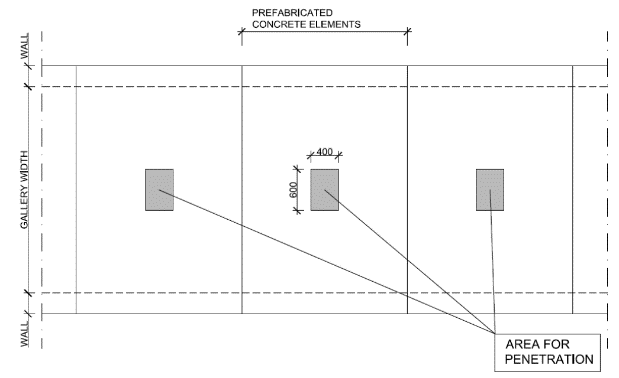 PREFABRICATED
CONCRETE ELEMENTS
WALL
GALLERY WIDTH
WALL
400
600
AREA FOR
PENETRATION